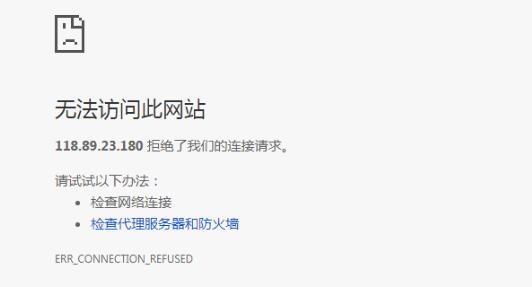 无法访问此网站
118.89.23.180 拒绝了我们的连接请求。
请试试以下办法：
• 检查网络连接
• 检查代理服务器和防火墙
ERR_CONNECTION_REFUSED